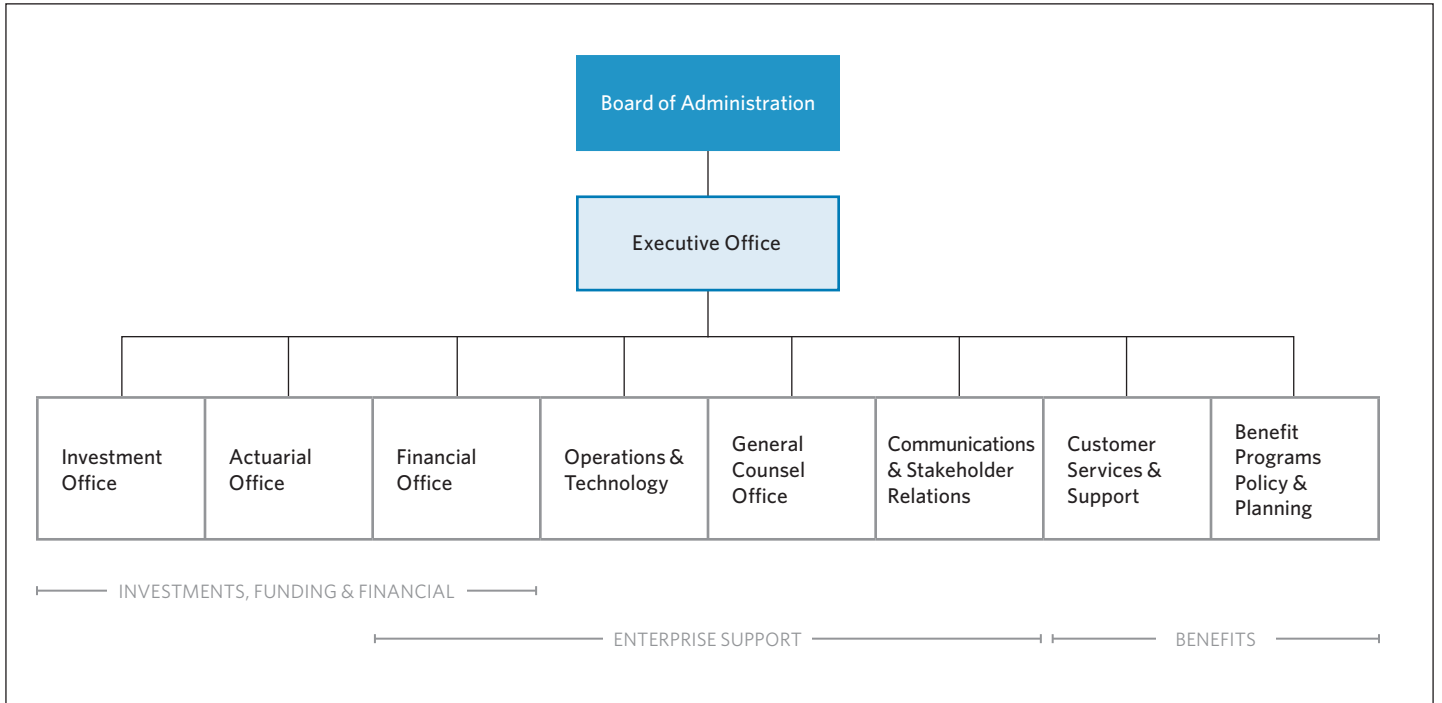 Board of Administration
Executive Office
Investment
Office
Actuarial
Office
Financial
Office
Operations &
Technology
General
Counsel
Office
Communications
& Stakeholder
Relations
Customer
Services &
Support
Benefit
Programs
Policy &
Planning
INVESTMENTS, FUNDING & FINANCIAL
ENTERPRISE SUPPORT
BENEFITS